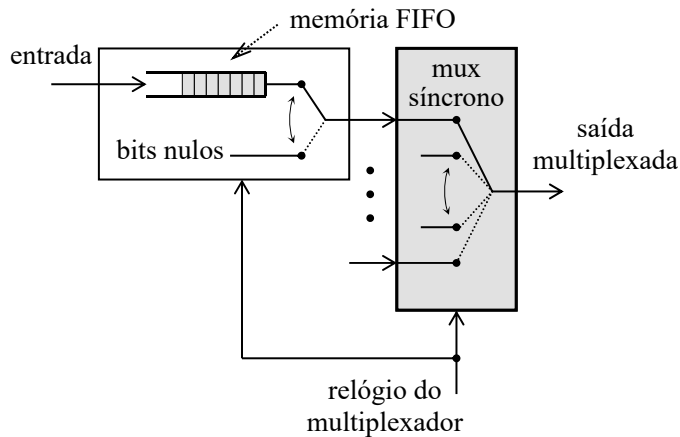 memória FIFO
entrada
mux
síncrono
saída
multiplexada
bits nulos
relógio do
multiplexador